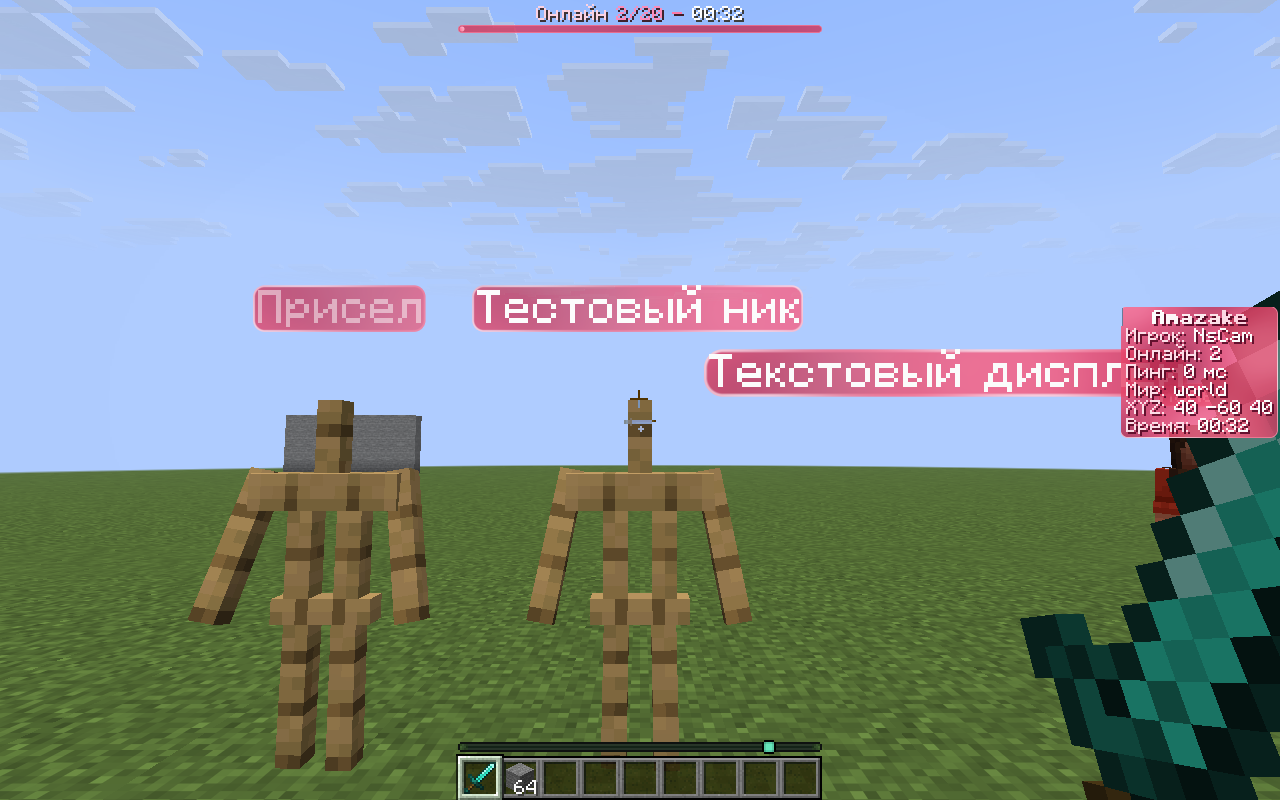 Онлайн 2/20 - 00:32
Присел
Тестовый ник
Текстовый диспл
Amazake
Игрок: NsCam
Онлайн: 2
Пинг: 0 мс
Мир: world
XYZ: 40 -60 40
Время: 00:32
64